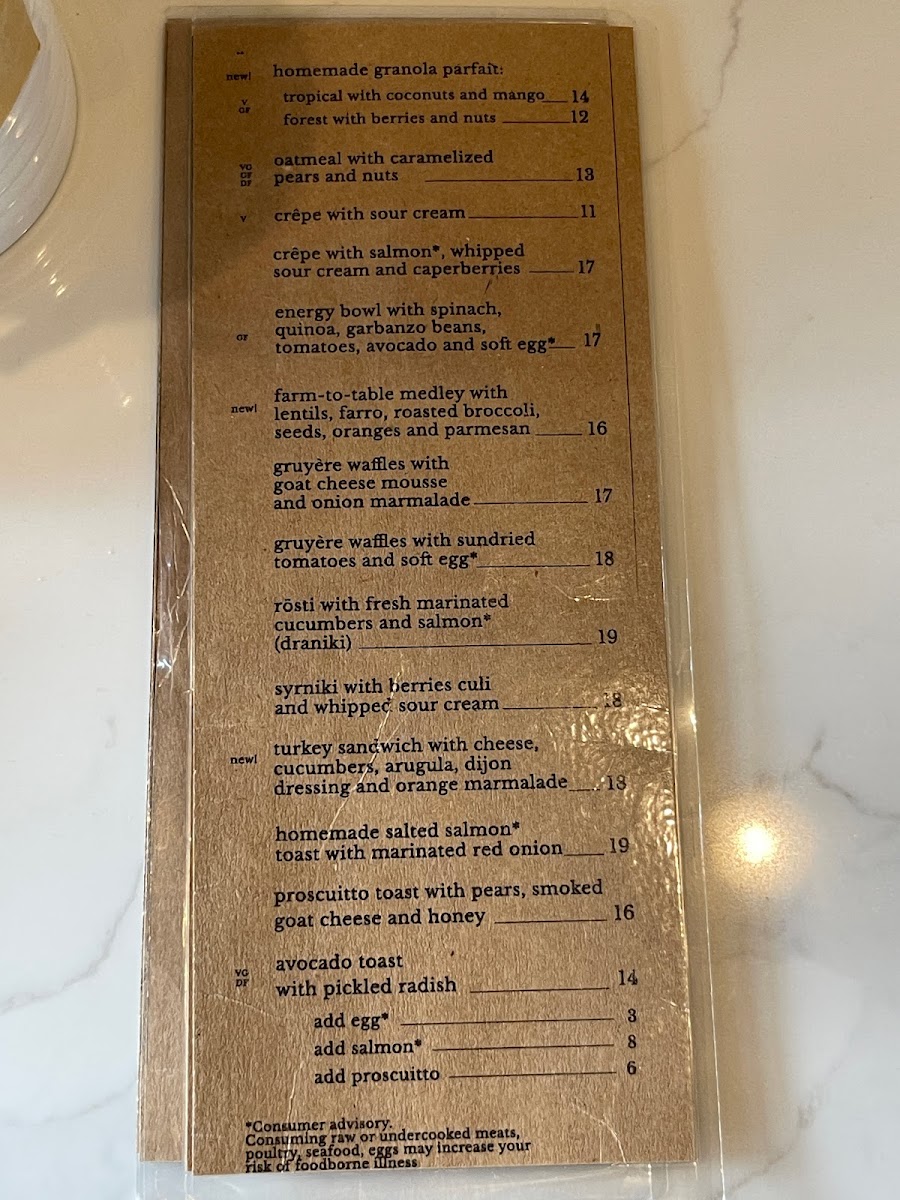 new!
homemade granola parfait:
V
GF
tropical with coconuts and mango 14
forest with berries and nuts 12
VG
GF
DF
oatmeal with caramelized
pears and nuts 13
V
crêpe with sour cream 11
crêpe with salmon*, whipped
sour cream and caperberries 17
energy bowl with spinach,
GF
quinoa, garbanzo beans,
tomatoes, avocado and soft egg* 17
farm-to-table medley with
new!
lentils, farro, roasted broccoli,
seeds, oranges and parmesan 16
gruyère waffles with
goat cheese mousse
and onion marmalade 17
gruyère waffles with sundried
tomatoes and soft egg* 18
rösti with fresh marinated
cucumbers and salmon*
(draniki) 19
syrniki with berries culi
and whipped sour cream 18
new!
turkey sandwich with cheese,
cucumbers, arugula, dijon
dressing and orange marmalade 18
homemade salted salmon*
toast with marinated red onion 19
proscuitto toast with pears, smoked
goat cheese and honey 16
VG
DF
avocado toast
with pickled radish 14
add egg* 3
add salmon* 8
add proscuitto 6
*Consumer advisory.
Consuming raw or undercooked meats,
poultry, seafood, eggs may increase your
risk of foodborne illness